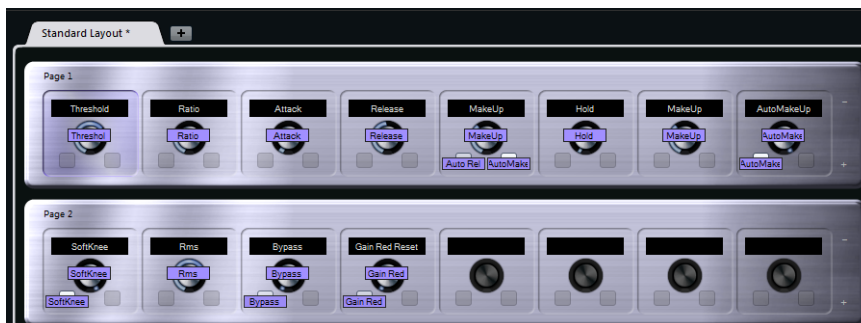 Standard Layout *
+
Page 1
Threshold Ratio Attack Release MakeUp Hold MakeUp AutoMakeUp
Threshol Ratio Attack Release MakeUp Hold MakeUp AutoMake
Auto Rel AutoMake AutoMake
Page 2
SoftKnee Rms Bypass Gain Red Reset
SoftKnee Rms Bypass Gain Red
SoftKnee Bypass Gain Red